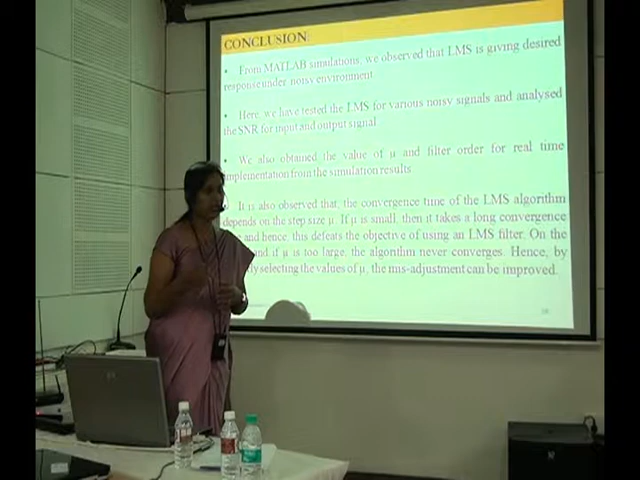 CONCLUSION:
• From MATLAB simulations, we observed that LMS is giving desired
response under noisy environment
• Here, we have tested the LMS for various noisy signals and analysed
the SNR for input and output signal
• We also obtained the value of μ and filter order for real time
implementation from the simulation results
It is also observed that, the convergence time of the LMS algorithm
depends on the step size μ. If μ is small, then it takes a long convergence
and hence, this defeats the objective of using an LMS filter. On the
and if μ is too large, the algorithm never converges. Hence, by
selecting the values of μ, the rms-adjustment can be improved.
hp